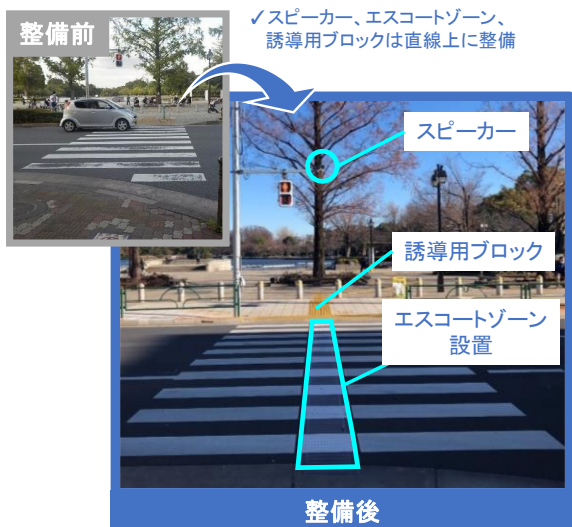 整備前
✓スピーカー、エスコートゾーン、
誘導用ブロックは直線上に整備
スピーカー
誘導用ブロック
エスコートゾーン
設置
整備後